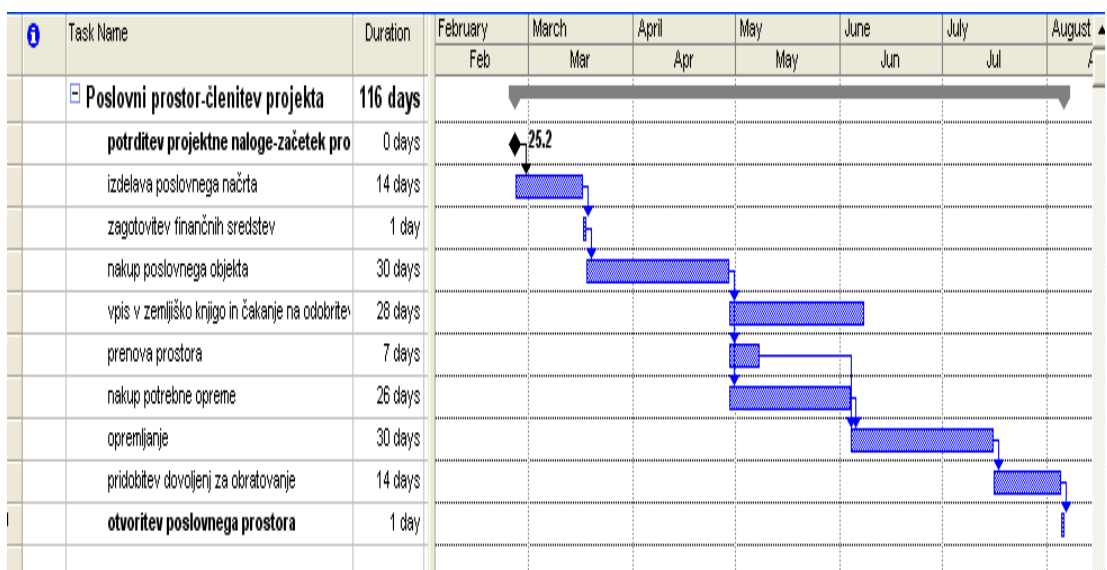 Task Name Duration February March April May June July August
Feb Mar Apr May Jun Jul
Poslovni prostor-členitev projekta 116 days
potrditev projektne naloge-začetek pro 0 days 25.2
izdelava poslovnega načrta 14 days
zagotovitev finančnih sredstev 1 day
nakup poslovnega objekta 30 days
vpis v zemljiško knjigo in čakanje na odobritev 28 days
prenova prostora 7 days
nakup potrebne opreme 26 days
opremljanje 30 days
pridobitev dovoljenj za obratovanje 14 days
otvoritev poslovnega prostora 1 day